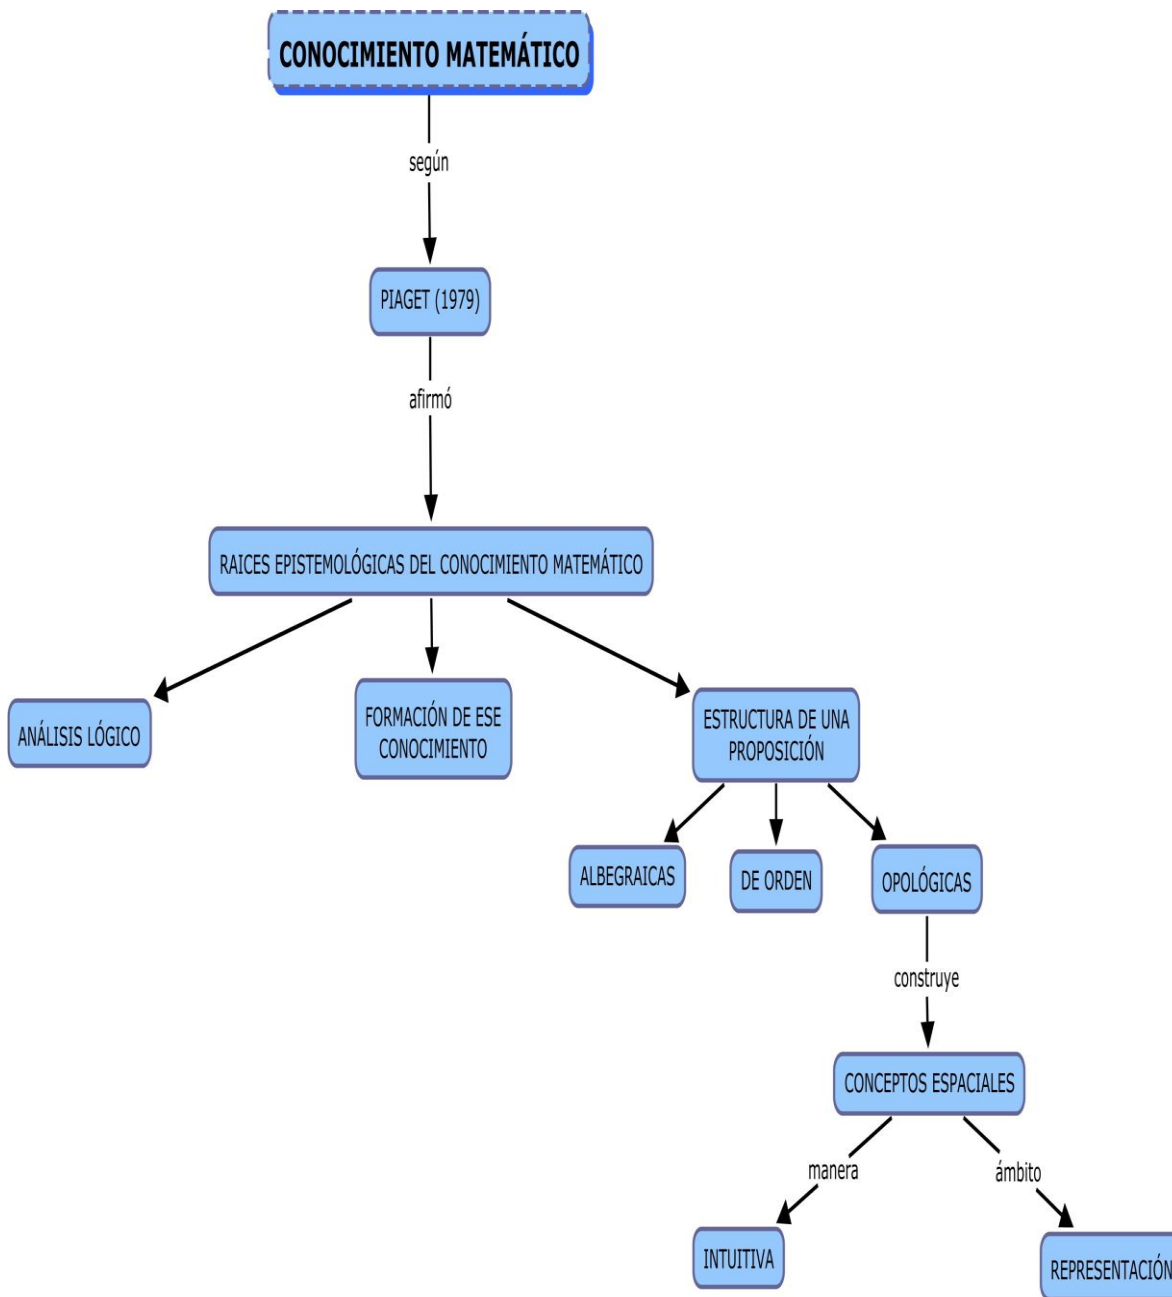 CONOCIMIENTO MATEMÁTICO
según
PIAGET (1979)
afirmó
RAICES EPISTEMOLÓGICAS DEL CONOCIMIENTO MATEMÁTICO
ANÁLISIS LÓGICO
FORMACIÓN DE ESE
CONOCIMIENTO
ESTRUCTURA DE UNA
PROPOSICIÓN
ALBEGRAICAS
DE ORDEN
OPOLÓGICAS
construye
CONCEPTOS ESPACIALES
manera
ámbito
INTUITIVA
REPRESENTACIÓN